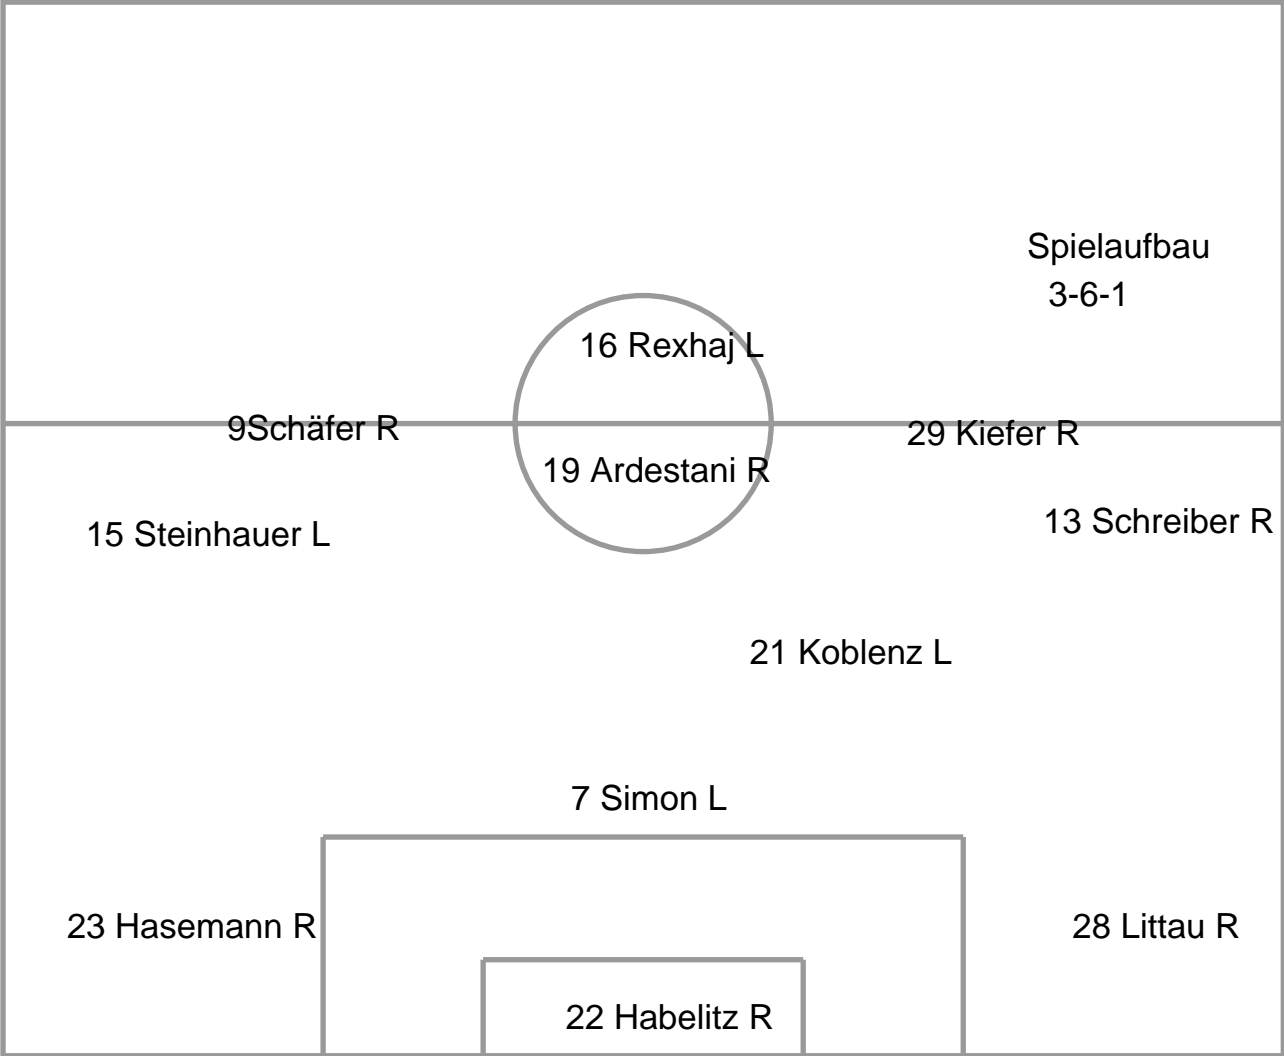 Spielaufbau
3-6-1
16 Rexhaj L
9Schäfer R
29 Kiefer R
19 Ardestani R
15 Steinhauer L
13 Schreiber R
21 Koblenz L
7 Simon L
23 Hasemann R
28 Littau R
22 Habelitz R